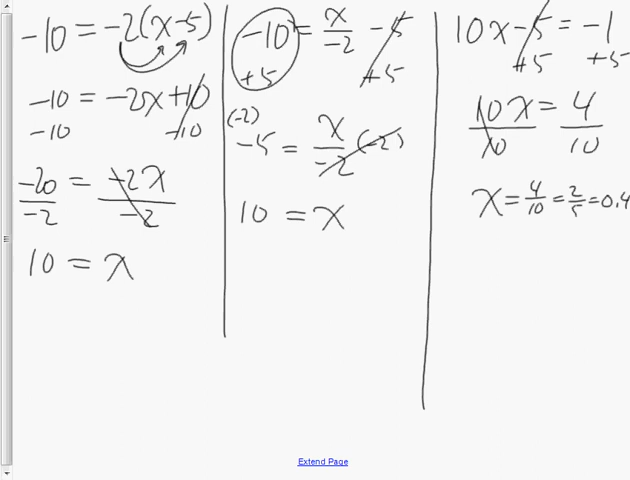 -10 = -2(x-5)
-10 = -2x+10
-10 -10
-20 = -2x
-2 -2
10 = x
-10 = x/-2 - 5
+5 +5
(-2) -5 = x/-2 (-2)
10 = x
10x-5 = -1
+5 +5
10x = 4
10 10
x = 4/10 = 2/5 = 0.4
Extend Page